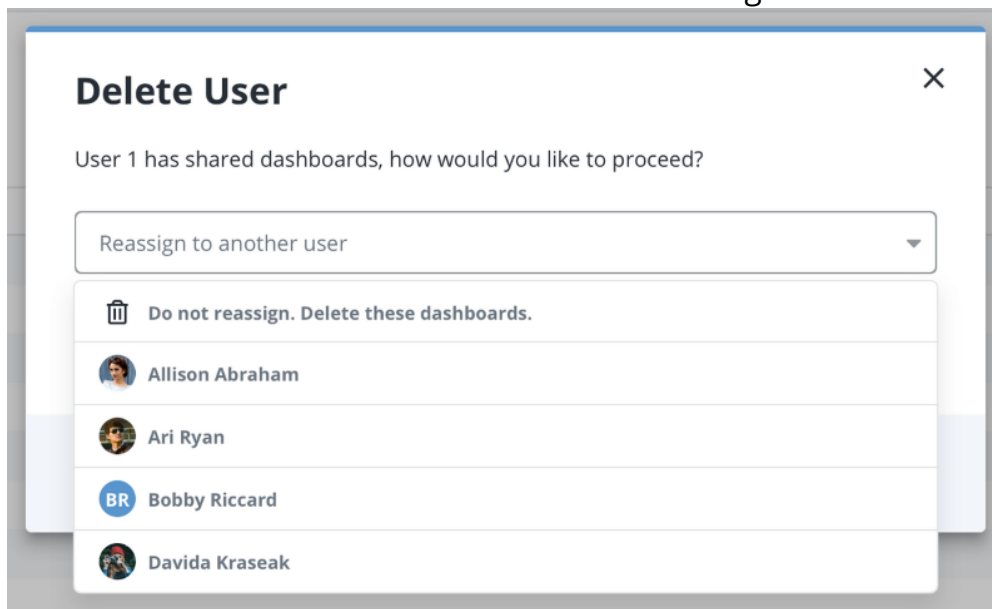 Delete User
User 1 has shared dashboards, how would you like to proceed?
Reassign to another user
Do not reassign. Delete these dashboards.
Allison Abraham
Ari Ryan
BR Bobby Riccard
Davida Kraseak